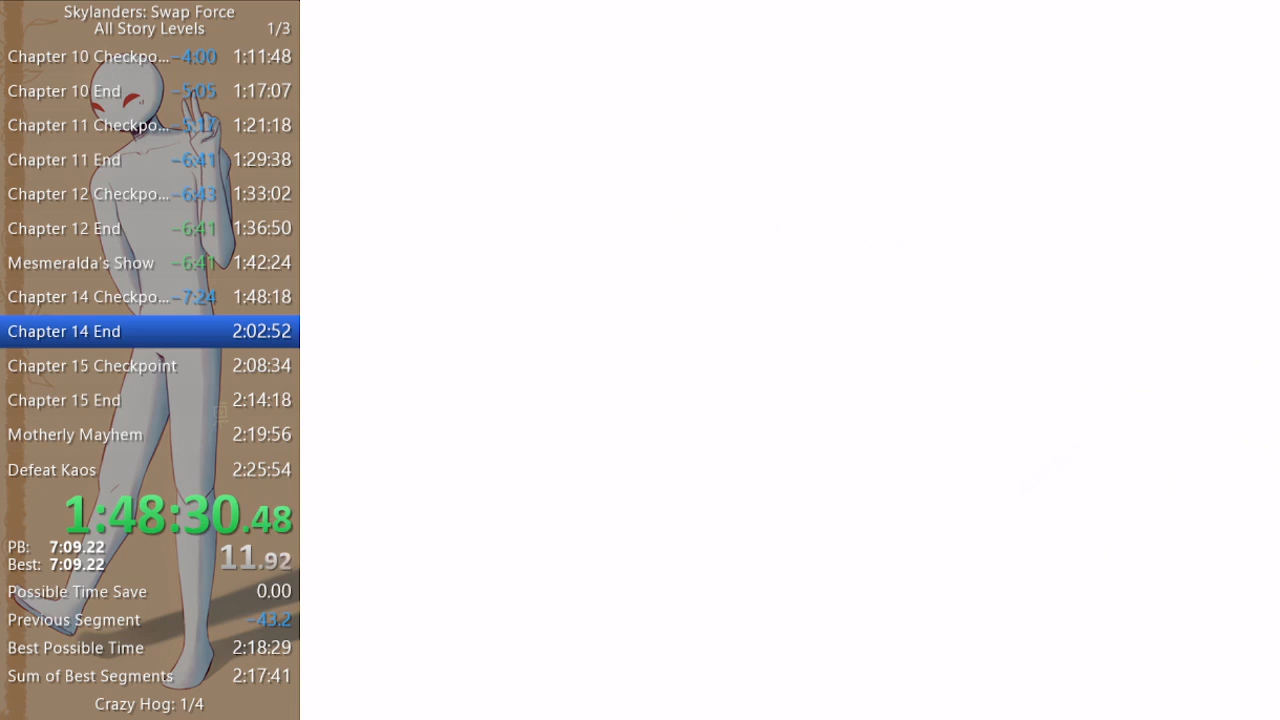 Skylanders: Swap Force
All Story Levels 1/3
Chapter 10 Checkpo... −4:00 1:11:48
Chapter 10 End −5:05 1:17:07
Chapter 11 Checkpo... −5:17 1:21:18
Chapter 11 End −6:41 1:29:38
Chapter 12 Checkpo... −6:43 1:33:02
Chapter 12 End −6:41 1:36:50
Mesmeralda's Show −6:41 1:42:24
Chapter 14 Checkpo... −7:24 1:48:18
Chapter 14 End 2:02:52
Chapter 15 Checkpoint 2:08:34
Chapter 15 End 2:14:18
Motherly Mayhem 2:19:56
Defeat Kaos 2:25:54
1:48:30.48
PB: 7:09.22 11.92
Best: 7:09.22
Possible Time Save 0.00
Previous Segment −43.2
Best Possible Time 2:18:29
Sum of Best Segments 2:17:41
Crazy Hog: 1/4